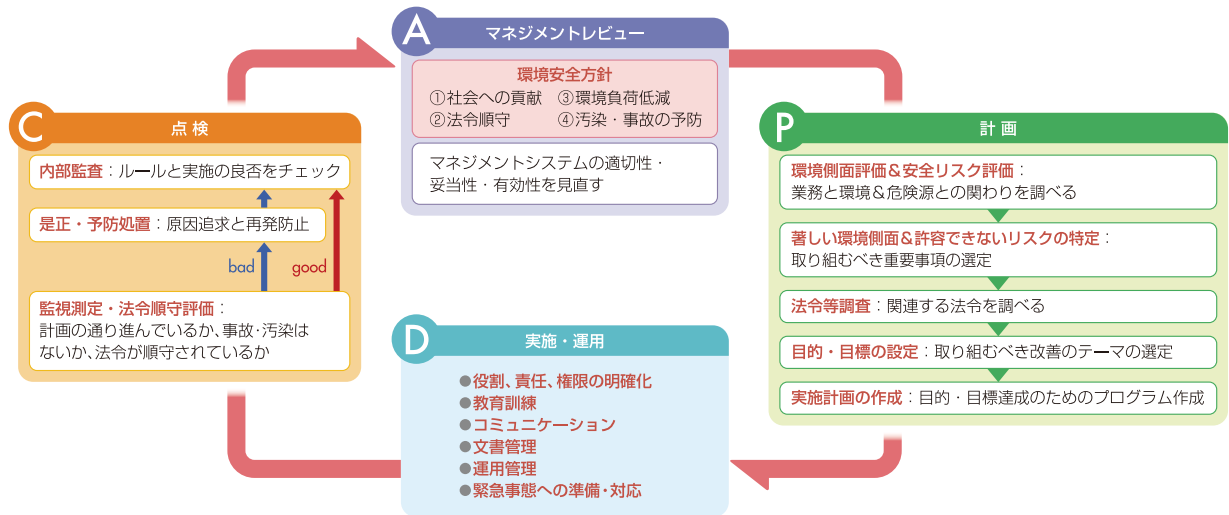 A
マネジメントレビュー
環境安全方針
①社会への貢献 ③環境負荷低減
②法令順守 ④汚染・事故の予防
マネジメントシステムの適切性・
妥当性・有効性を見直す
P
計 画
環境側面評価&安全リスク評価：
業務と環境&危険源との関わりを調べる
著しい環境側面&許容できないリスクの特定：
取り組むべき重要事項の選定
法令等調査：関連する法令を調べる
目的・目標の設定：取り組むべき改善のテーマの選定
実施計画の作成：目的・目標達成のためのプログラム作成
D
実施・運用
●役割、責任、権限の明確化
●教育訓練
●コミュニケーション
●文書管理
●運用管理
●緊急事態への準備・対応
C
点 検
内部監査：ルールと実施の良否をチェック
是正・予防処置：原因追求と再発防止
bad good
監視測定・法令順守評価：
計画の通り進んでいるか、事故・汚染は
ないか、法令が順守されているか